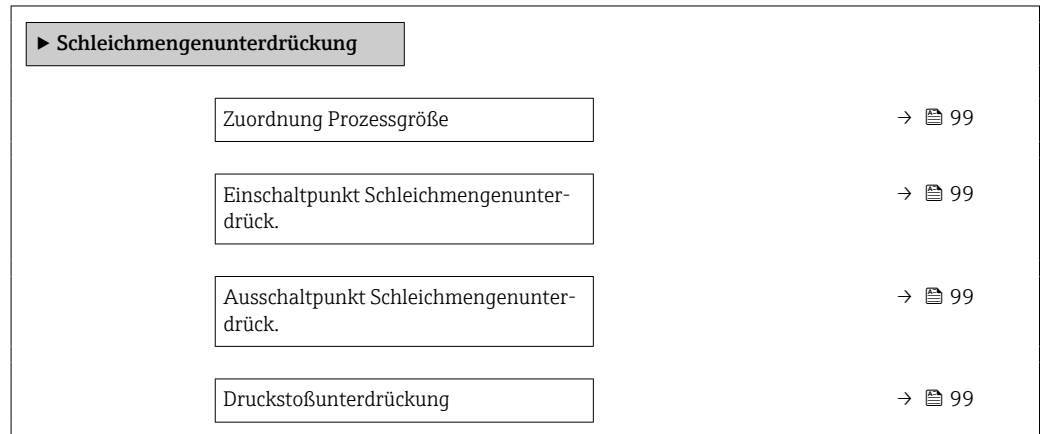 ▶ Schleichmengenunterdrückung
Zuordnung Prozessgröße → 99
Einschaltpunkt Schleichmengenunter- → 99
drück.
Ausschaltpunkt Schleichmengenunter- → 99
drück.
Druckstoßunterdrückung → 99